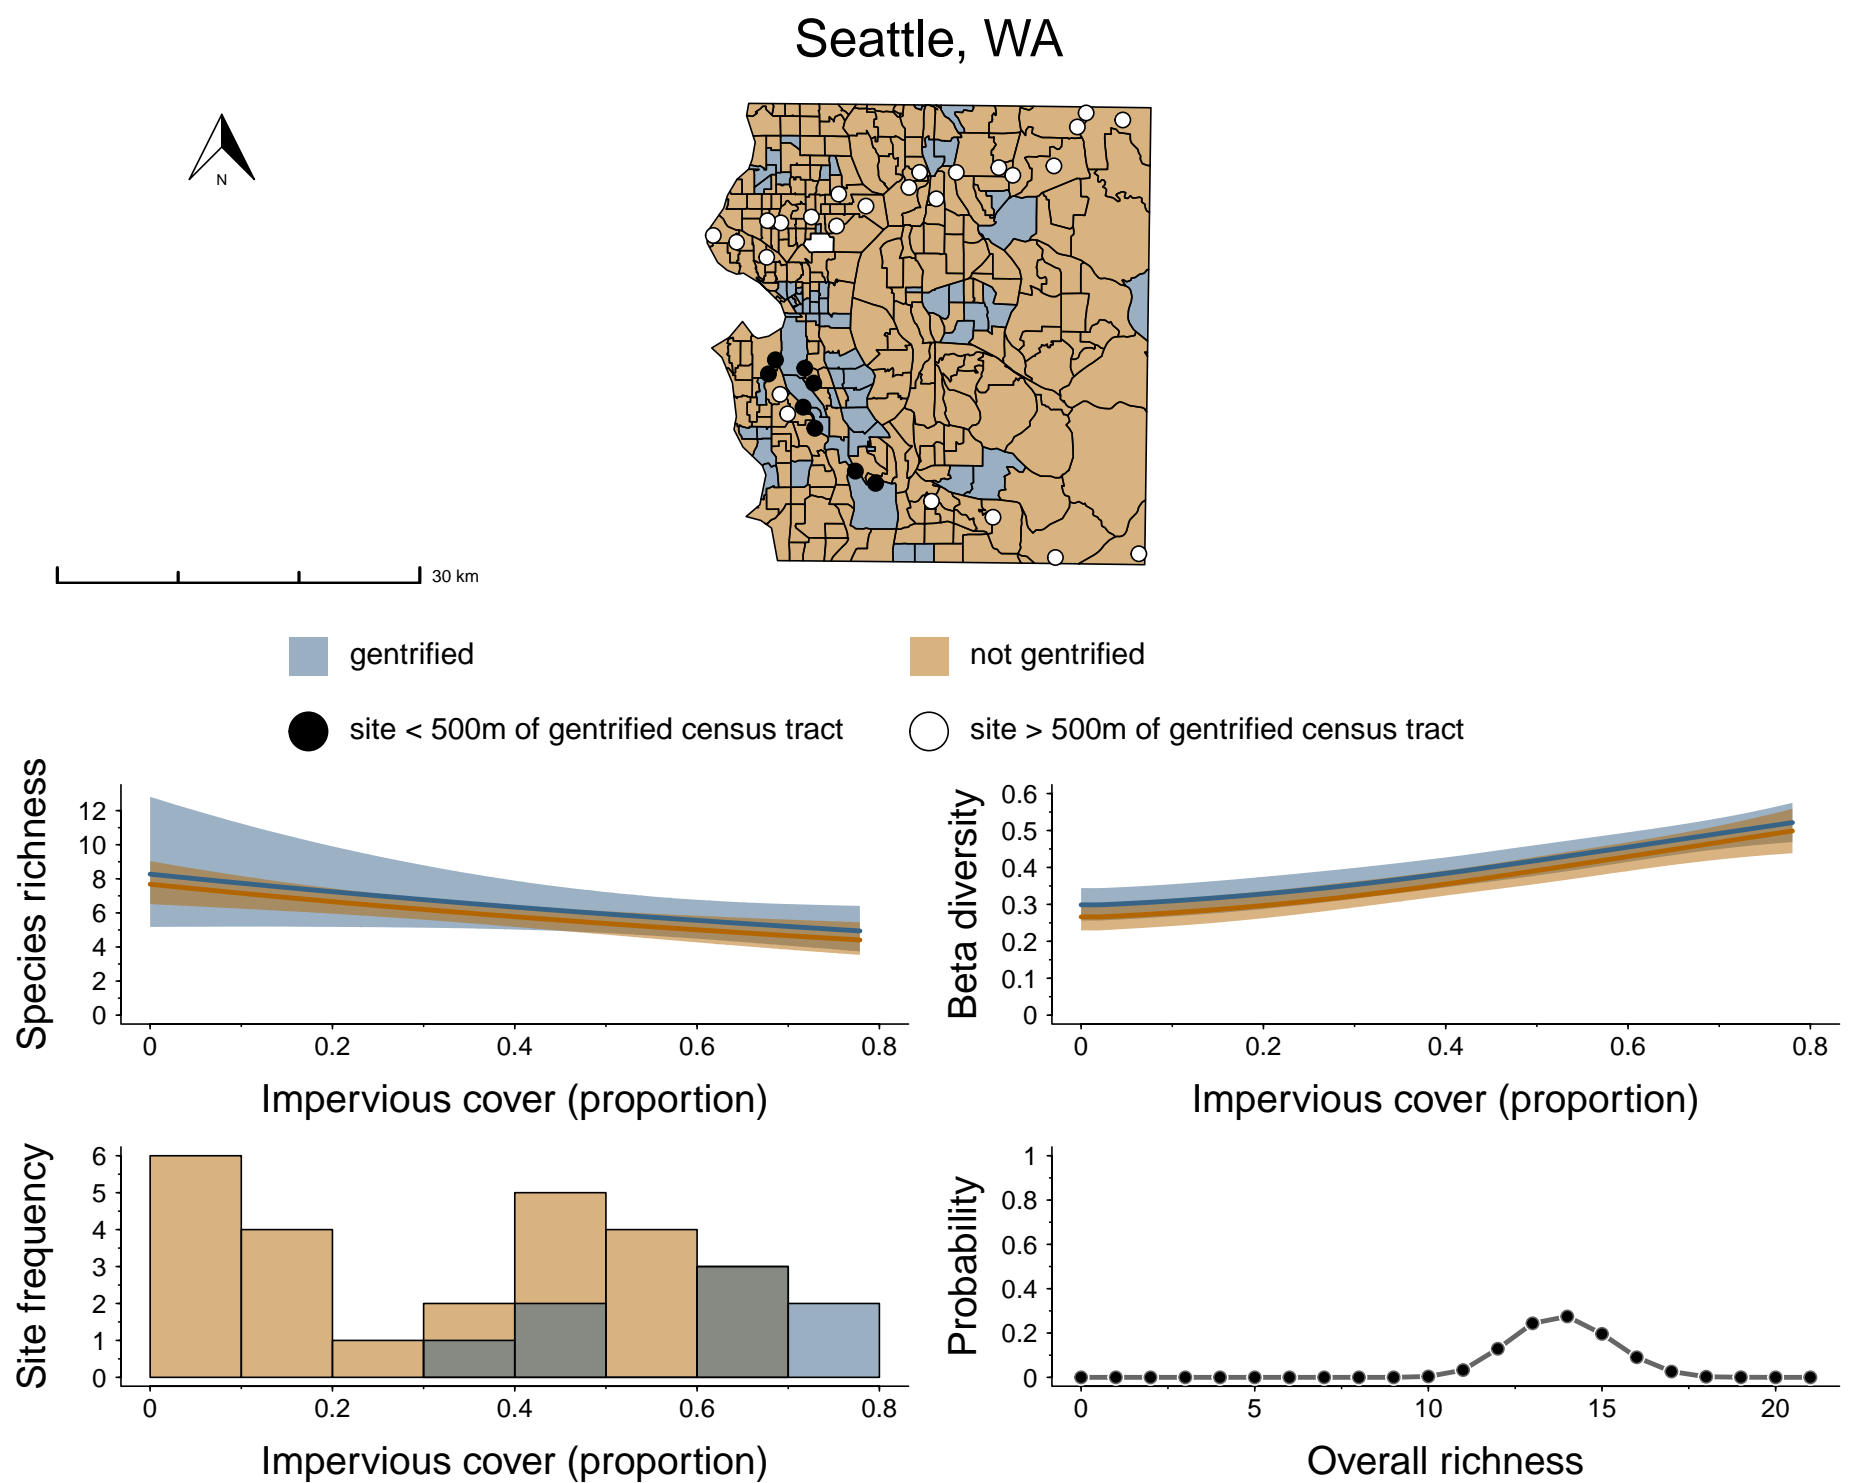 Seattle, WA
N
30 km
gentrified
not gentrified
site < 500m of gentrified census tract
site > 500m of gentrified census tract
Species richness
12
10
8
6
4
2
0
0 0.2 0.4 0.6 0.8
Impervious cover (proportion)
Beta diversity
0.6
0.5
0.4
0.3
0.2
0.1
0
0 0.2 0.4 0.6 0.8
Impervious cover (proportion)
Site frequency
6
5
4
3
2
1
0
0 0.2 0.4 0.6 0.8
Impervious cover (proportion)
Probability
1
0.8
0.6
0.4
0.2
0
0 5 10 15 20
Overall richness